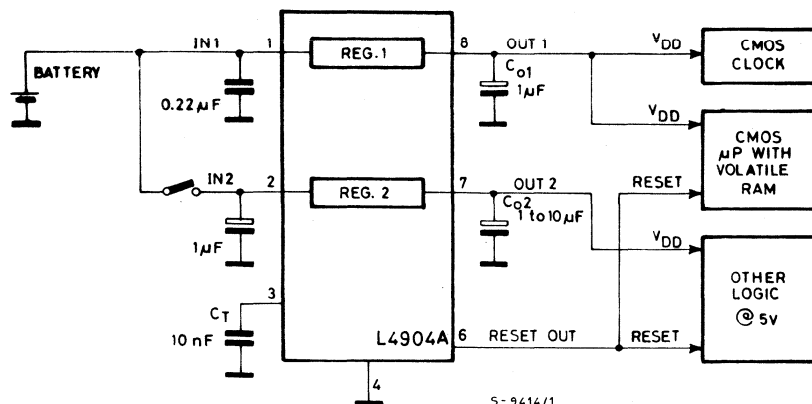 IN1
1
REG. 1
8
OUT 1
VDD
CMOS
CLOCK
BATTERY
0.22µF
Co1
1µF
VDD
CMOS
µP WITH
VOLATILE
RAM
IN2
2
REG. 2
7
OUT 2
RESET
1µF
Co2
1 to 10µF
VDD
OTHER
LOGIC
@ 5V
3
CT
10 nF
L4904A
6
RESET OUT
RESET
4
S-9414/1